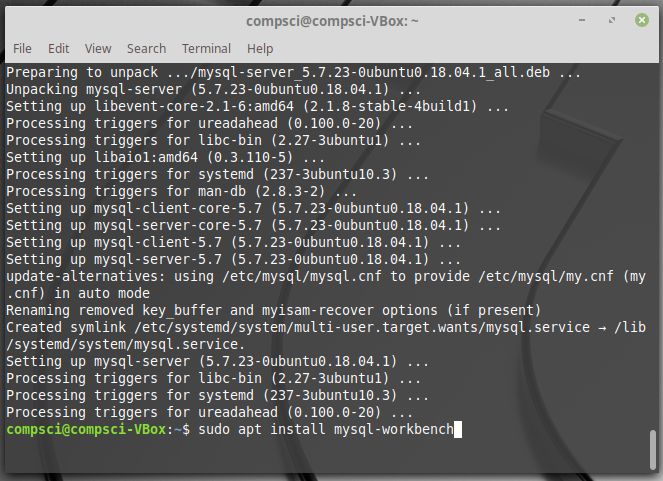 compsci@compsci-VBox: ~
File Edit View Search Terminal Help
Preparing to unpack .../mysql-server_5.7.23-0ubuntu0.18.04.1_all.deb ...
Unpacking mysql-server (5.7.23-0ubuntu0.18.04.1) ...
Setting up libevent-core-2.1-6:amd64 (2.1.8-stable-4build1) ...
Processing triggers for ureadahead (0.100.0-20) ...
Processing triggers for libc-bin (2.27-3ubuntu1) ...
Setting up libaio1:amd64 (0.3.110-5) ...
Processing triggers for systemd (237-3ubuntu10.3) ...
Processing triggers for man-db (2.8.3-2) ...
Setting up mysql-client-core-5.7 (5.7.23-0ubuntu0.18.04.1) ...
Setting up mysql-server-core-5.7 (5.7.23-0ubuntu0.18.04.1) ...
Setting up mysql-client-5.7 (5.7.23-0ubuntu0.18.04.1) ...
Setting up mysql-server-5.7 (5.7.23-0ubuntu0.18.04.1) ...
update-alternatives: using /etc/mysql/mysql.cnf to provide /etc/mysql/my.cnf (my
.cnf) in auto mode
Renaming removed key_buffer and myisam-recover options (if present)
Created symlink /etc/systemd/system/multi-user.target.wants/mysql.service → /lib
/systemd/system/mysql.service.
Setting up mysql-server (5.7.23-0ubuntu0.18.04.1) ...
Processing triggers for libc-bin (2.27-3ubuntu1) ...
Processing triggers for systemd (237-3ubuntu10.3) ...
Processing triggers for ureadahead (0.100.0-20) ...
compsci@compsci-VBox:~$ sudo apt install mysql-workbench